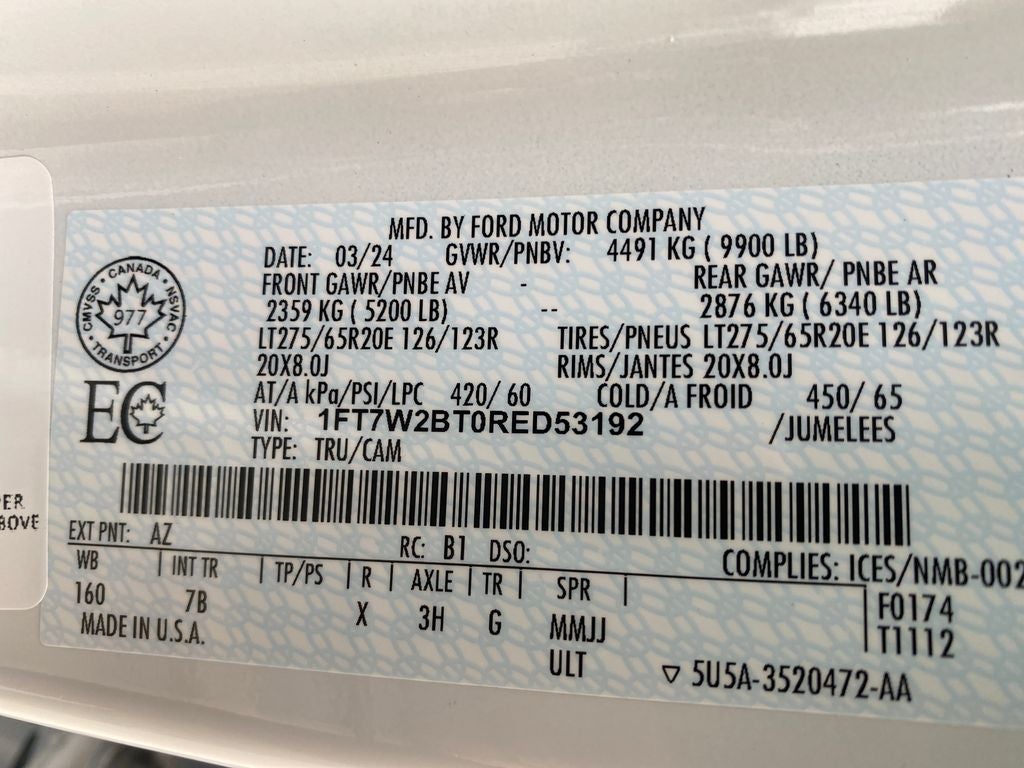 MFD. BY FORD MOTOR COMPANY
DATE: 03/24 GVWR/PNBV: 4491 KG ( 9900 LB)
FRONT GAWR/PNBE AV - REAR GAWR/ PNBE AR
2359 KG ( 5200 LB) -- 2876 KG ( 6340 LB)
LT275/65R20E 126/123R TIRES/PNEUS LT275/65R20E 126/123R
20X8.0J RIMS/JANTES 20X8.0J
AT/A kPa/PSI/LPC 420/ 60 COLD/A FROID 450/ 65
VIN: 1FT7W2BT0RED53192 /JUMELEES
TYPE: TRU/CAM
CANADA
CMVSS NSVAC
977
TRANSPORT
EC
ER
BOVE
EXT PNT: AZ RC: B1 DSO: COMPLIES: ICES/NMB-002
WB | INT TR | TP/PS | R | AXLE | TR | SPR |
160 7B X 3H G MMJJ F0174
MADE IN U.S.A. ULT T1112
▽ 5U5A-3520472-AA